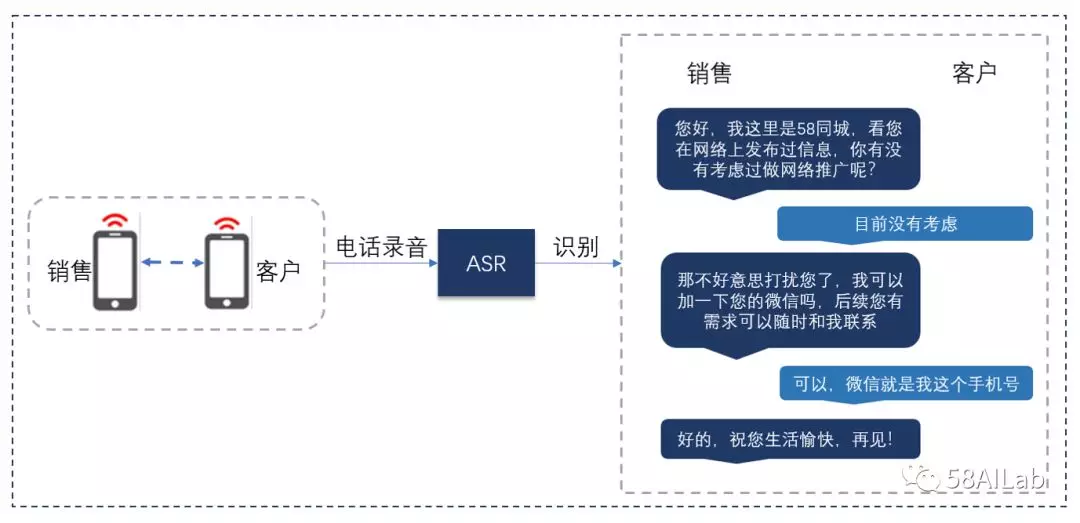 销售
客户
电话录音
ASR
识别
销售
客户
您好，我这里是58同城，看您
在网络上发布过信息，你有没
有考虑过做网络推广呢？
目前没有考虑
那不好意思打扰您了，我可以
加一下您的微信吗，后续您有
需求可以随时和我联系
可以，微信就是我这个手机号
好的，祝您生活愉快，再见！
58AILab